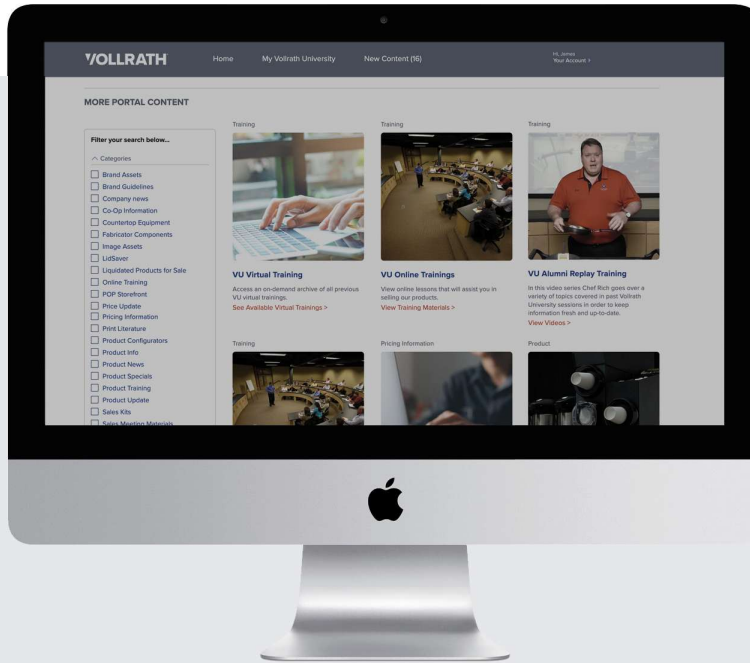 VOLLRATH
Home
My Vollrath University
New Content (16)
Hi, James
Your Account >
MORE PORTAL CONTENT
Filter your search below...
Categories
Brand Assets
Brand Guidelines
Company news
Co-Op Information
Countertop Equipment
Fabricator Components
Image Assets
LidSaver
Liquidated Products for Sale
Online Training
POP Storefront
Price Update
Pricing Information
Print Literature
Product Configurators
Product Info
Product News
Product Specials
Product Training
Product Update
Sales Kits
Sales Meeting Materials
Training
VU Virtual Training
Access an on-demand archive of all previous
VU virtual trainings.
See Available Virtual Trainings >
Training
VU Online Trainings
View online lessons that will assist you in
selling our products.
View Training Materials >
Training
VU Alumni Replay Training
In this video series Chef Rich goes over a
variety of topics covered in past Vollrath
University sessions in order to keep
information fresh and up-to-date.
View Videos >
Training
Pricing Information
Product